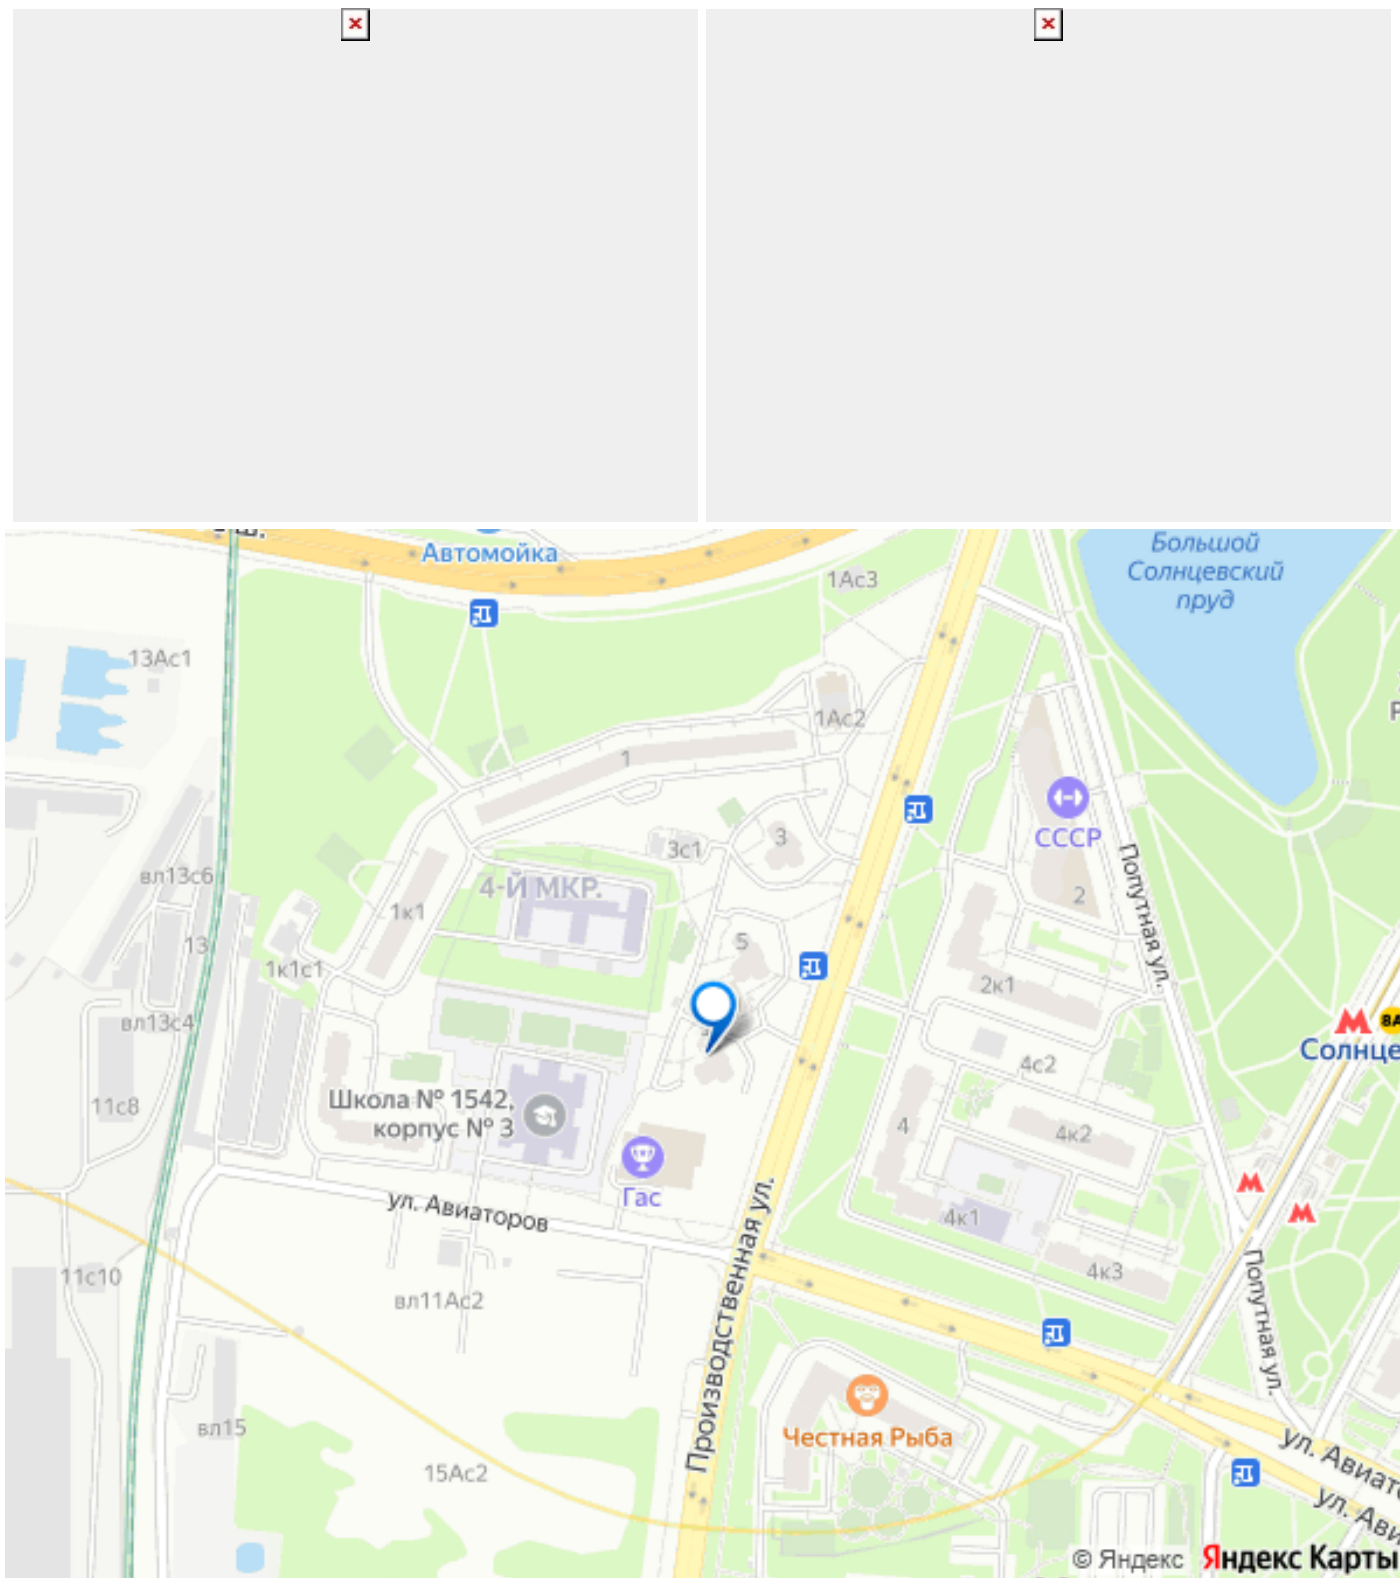 Автомойка
Большой
Солнцевский
пруд
1Ас3
13Ас1
1Ас2
1
СССР
3
3с1
вл13с6
4-Й МКР.
Попутная ул.
2
1к1
13
5
1к1с1
2к1
вл13с4
8А
Солнце
4с2
Школа № 1542,
корпус № 3
11с8
4
4к2
Гас
ул. Авиаторов
4к1
Производственная ул.
4к3
11с10
вл11Ас2
Попутная ул.
вл15
Честная Рыба
15Ас2
ул. Авиато
ул. Ави
© Яндекс
Яндекс Карты